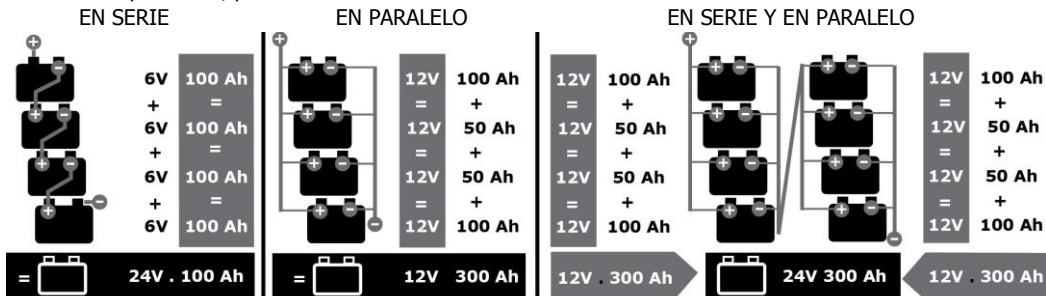 EN SERIE
6V 100 Ah
+ =
6V 100 Ah
+ =
6V 100 Ah
+ =
6V 100 Ah
= 24V . 100 Ah
EN PARALELO
12V 100 Ah
= +
12V 50 Ah
= +
12V 50 Ah
= +
12V 100 Ah
= 12V 300 Ah
EN SERIE Y EN PARALELO
12V 100 Ah
= +
12V 50 Ah
= +
12V 50 Ah
= +
12V 100 Ah
12V 100 Ah
= +
12V 50 Ah
= +
12V 50 Ah
= +
12V 100 Ah
12V . 300 Ah
24V 300 Ah
12V . 300 Ah